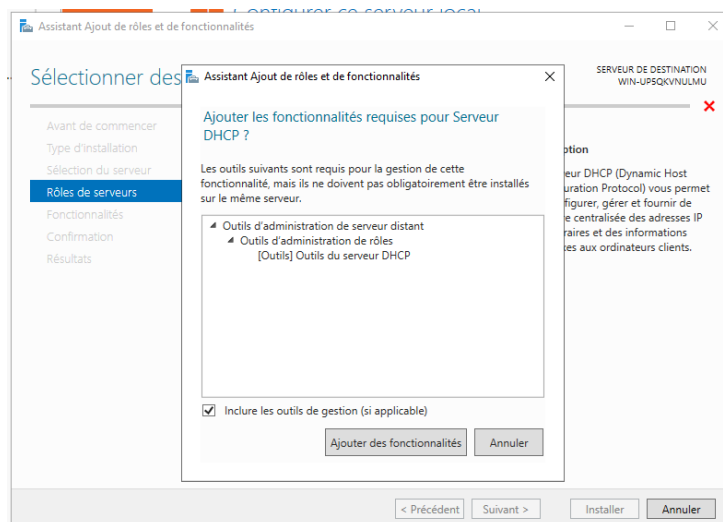 Configurer ce serveur local
Assistant Ajout de rôles et de fonctionnalités
Sélectionner des
SERVEUR DE DESTINATION
WIN-UP5QKVNULMU
Avant de commencer
Type d'installation
Sélection du serveur
Rôles de serveurs
Fonctionnalités
Confirmation
Résultats
Assistant Ajout de rôles et de fonctionnalités
Ajouter les fonctionnalités requises pour Serveur
DHCP ?
Les outils suivants sont requis pour la gestion de cette
fonctionnalité, mais ils ne doivent pas obligatoirement être installés
sur le même serveur.
Outils d'administration de serveur distant
Outils d'administration de rôles
[Outils] Outils du serveur DHCP
Inclure les outils de gestion (si applicable)
Ajouter des fonctionnalités
Annuler
ption
eur DHCP (Dynamic Host
uration Protocol) vous permet
figurer, gérer et fournir de
e centralisée des adresses IP
raires et des informations
xes aux ordinateurs clients.
< Précédent
Suivant >
Installer
Annuler